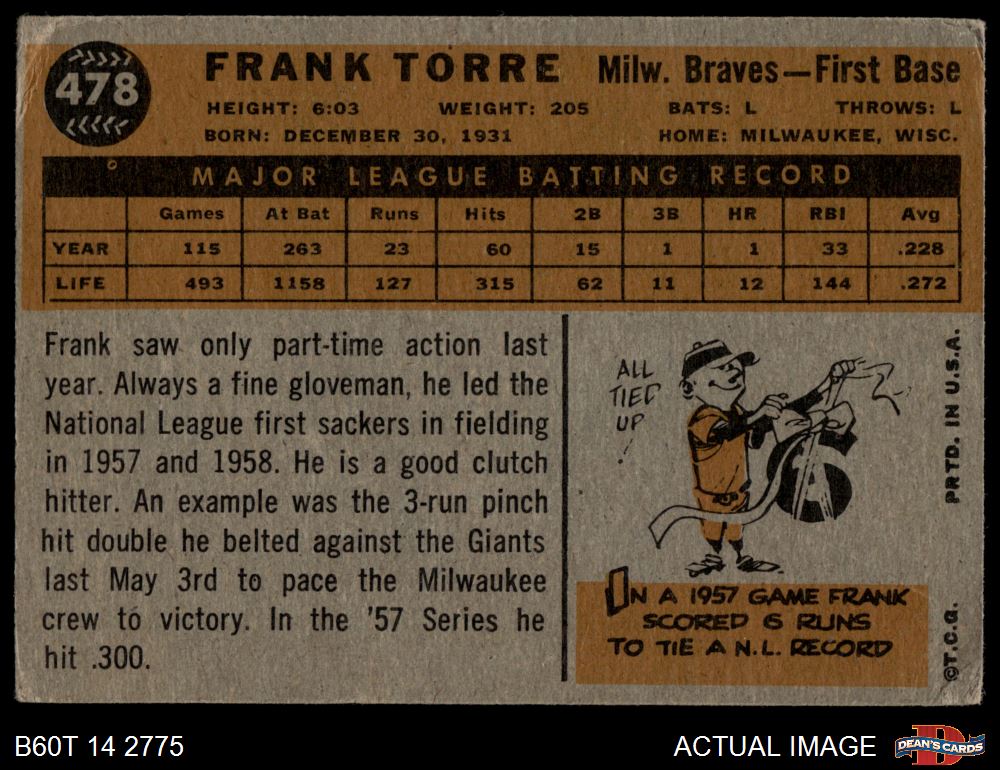 478
FRANK TORRE Milw. Braves—First Base
HEIGHT: 6:03 WEIGHT: 205 BATS: L THROWS: L
BORN: DECEMBER 30, 1931 HOME: MILWAUKEE, WISC.
MAJOR LEAGUE BATTING RECORD
Games At Bat Runs Hits 2B 3B HR RBI Avg
YEAR 115 263 23 60 15 1 1 33 .228
LIFE 493 1158 127 315 62 11 12 144 .272
Frank saw only part-time action last
year. Always a fine gloveman, he led the
National League first sackers in fielding
in 1957 and 1958. He is a good clutch
hitter. An example was the 3-run pinch
hit double he belted against the Giants
last May 3rd to pace the Milwaukee
crew to victory. In the '57 Series he
hit .300.
ALL
TIED
UP
!
6
IN A 1957 GAME FRANK
SCORED 6 RUNS
TO TIE A N.L. RECORD
PRTD. IN U.S.A.
©T.C.G.
B60T 14 2775
ACTUAL IMAGE
DEAN'S CARDS